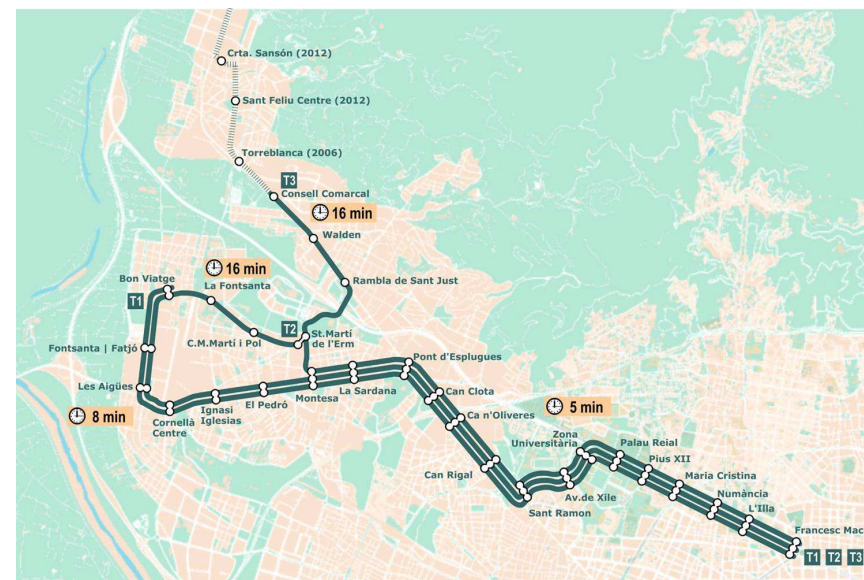 Crta. Sansón (2012)
Sant Feliu Centre (2012)
Torreblanca (2006)
T3
Consell Comarcal
16 min
Walden
16 min
Bon Viatge
La Fontsanta
Rambla de Sant Just
T1
T2
St.Martí
de l'Erm
C.M.Martí i Pol
Fontsanta | Fatjó
Pont d'Esplugues
La Sardana
Les Aigües
Montesa
El Pedró
Ignasi
Iglesias
Can Clota
8 min
Cornellà
Centre
5 min
Ca n'Oliveres
Zona
Universitària
Palau Reial
Pius XII
Can Rigal
Maria Cristina
Av.de Xile
Numància
Sant Ramon
L'Illa
Francesc Mac
T1 T2 T3